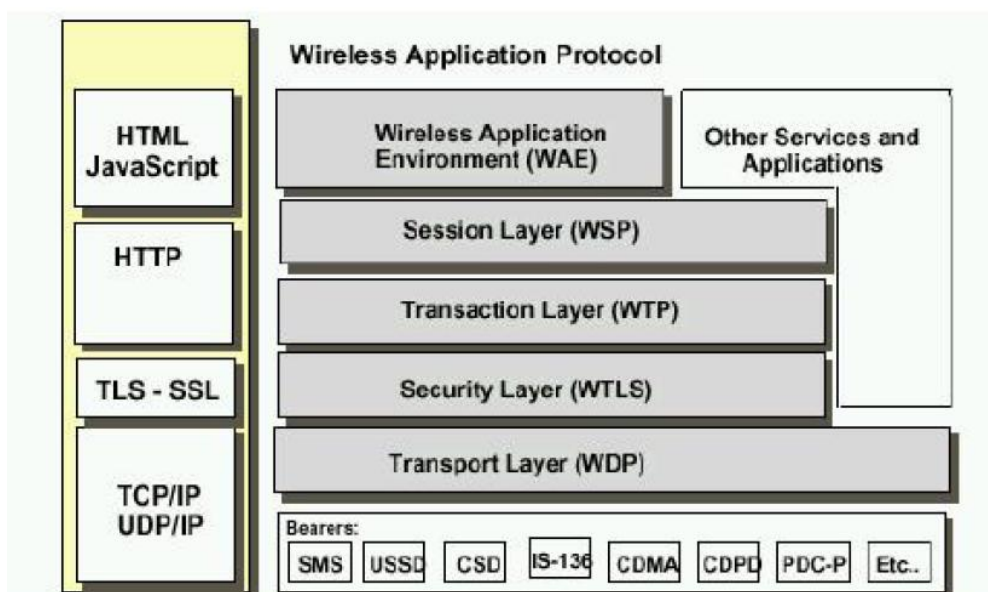 Wireless Application Protocol
HTML
JavaScript
HTTP
TLS - SSL
TCP/IP
UDP/IP
Wireless Application
Environment (WAE)
Other Services and
Applications
Session Layer (WSP)
Transaction Layer (WTP)
Security Layer (WTLS)
Transport Layer (WDP)
Bearers:
SMS
USSD
CSD
IS-136
CDMA
CDPD
PDC-P
Etc..